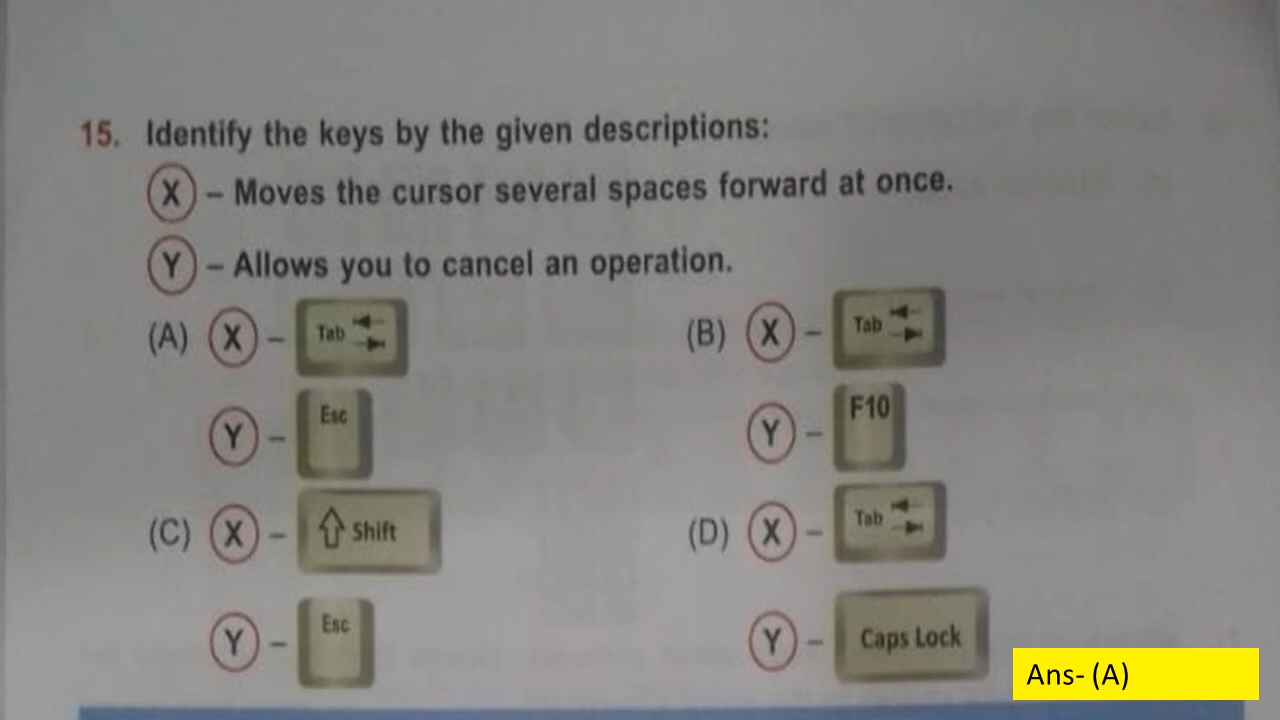 15. Identify the keys by the given descriptions:
X – Moves the cursor several spaces forward at once.
Y – Allows you to cancel an operation.
(A) X – Tab
Y – Esc
(B) X – Tab
Y – F10
(C) X – Shift
Y – Esc
(D) X – Tab
Y – Caps Lock
Ans- (A)